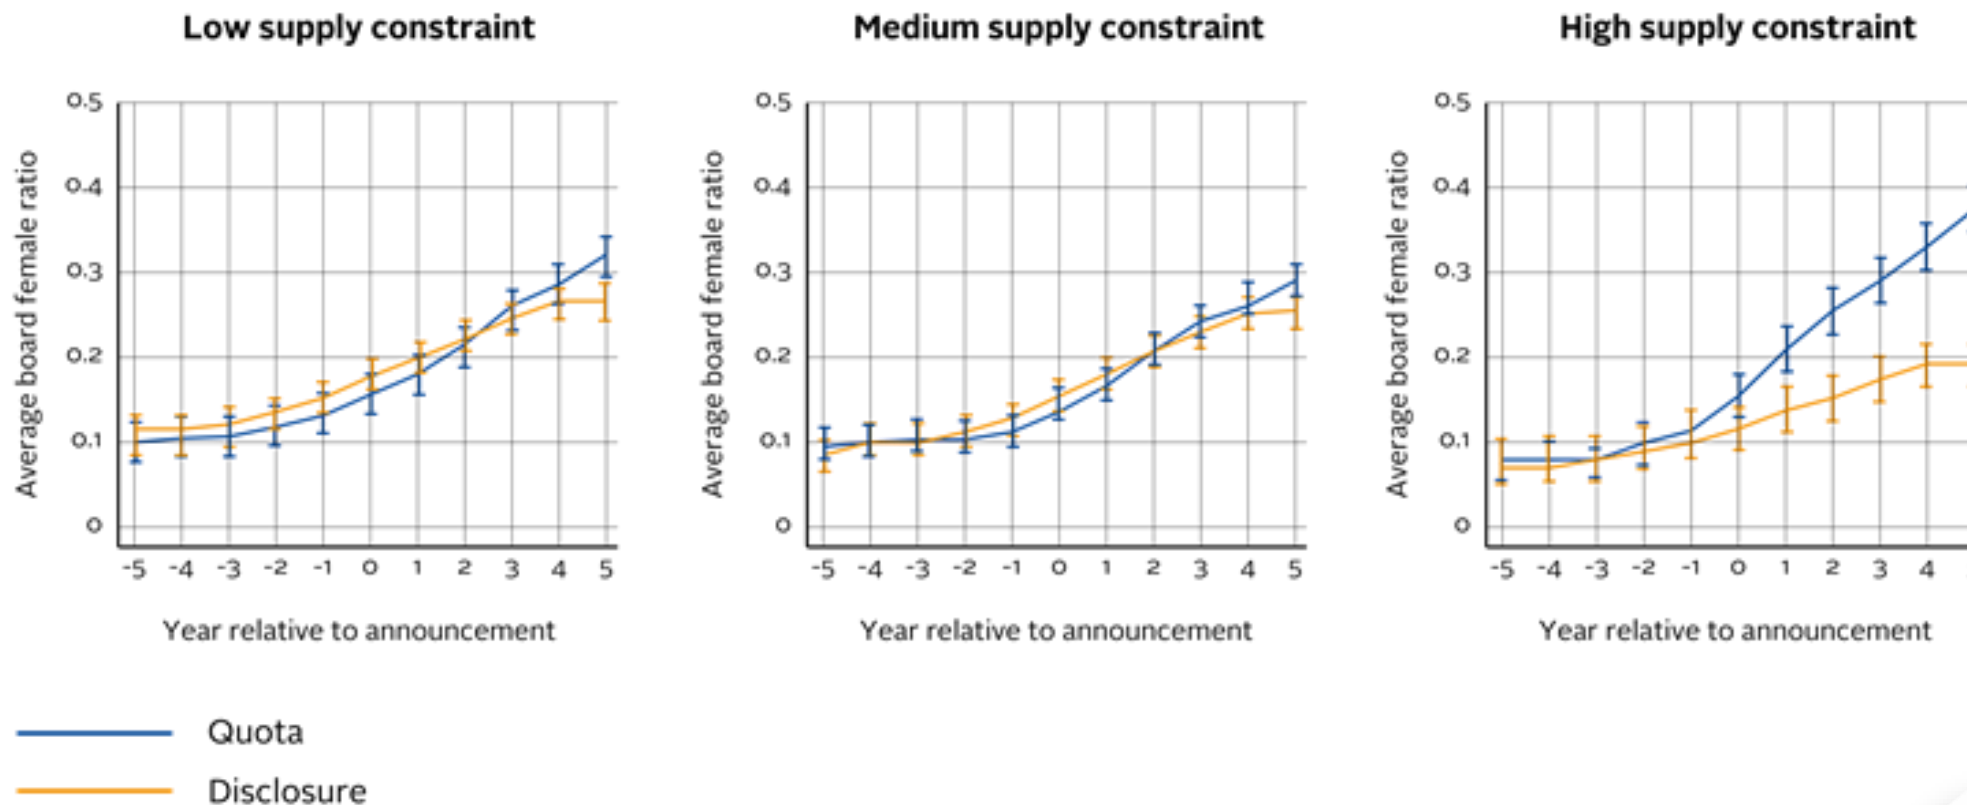 Low supply constraint
Average board female ratio
0.5
0.4
0.3
0.2
0.1
0
-5 -4 -3 -2 -1 0 1 2 3 4 5
Year relative to announcement
Medium supply constraint
Average board female ratio
0.5
0.4
0.3
0.2
0.1
0
-5 -4 -3 -2 -1 0 1 2 3 4 5
Year relative to announcement
High supply constraint
Average board female ratio
0.5
0.4
0.3
0.2
0.1
0
-5 -4 -3 -2 -1 0 1 2 3 4
Year relative to announcement
Quota
Disclosure